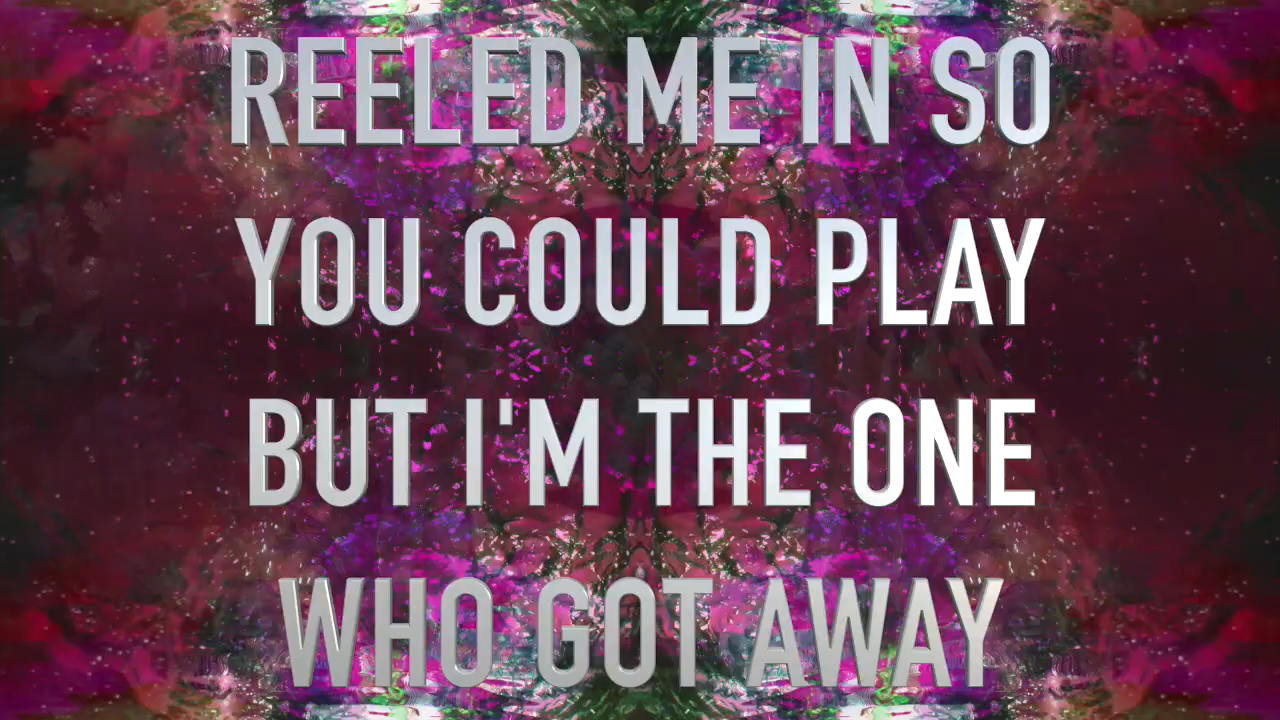 REELED ME IN SO
YOU COULD PLAY
BUT I'M THE ONE
WHO GOT AWAY